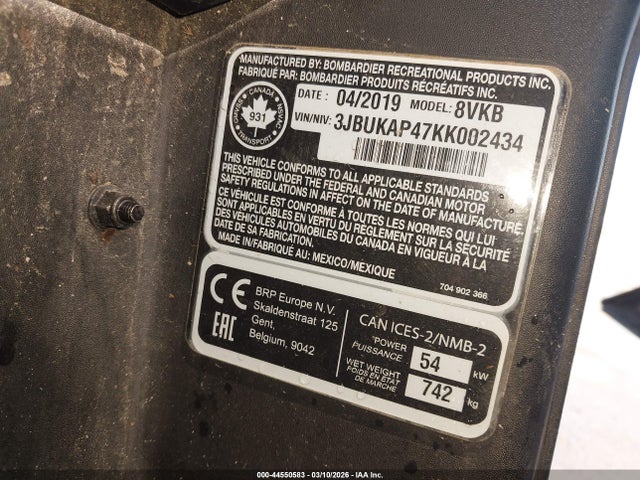 MANUFACTURED BY: BOMBARDIER RECREATIONAL PRODUCTS INC.
FABRIQUÉ PAR: BOMBARDIER PRODUITS RÉCRÉATIFS INC.
DATE : 04/2019 MODEL: 8VKB
VIN/NIV: 3JBUKAP47KK002434
CANADA
931
TRANSPORT
THIS VEHICLE CONFORMS TO ALL APPLICABLE STANDARDS
PRESCRIBED UNDER THE FEDERAL AND CANADIAN MOTOR
SAFETY REGULATIONS IN AFFECT ON THE DATE OF MANUFACTURE.
CE VÉHICULE EST CONFORME À TOUTES LES NORMES QUI LUI
SONT APPLICABLES EN VERTU DU RÈGLEMENT SUR LA SÉCURITÉ
DES VEHICULES AUTOMOBILES DU CANADA EN VIGUEUR À LA
DATE DE SA FABRICATION.
MADE IN/FABRIQUÉ AU: MEXICO/MEXIQUE
704 902 366
CE
EAC
BRP Europe N.V.
Skaldenstraat 125
Gent,
Belgium, 9042
CAN ICES-2/NMB-2
POWER
PUISSANCE 54 kW
WET WEIGHT
POIDS EN ÉTAT
DE MARCHE 742 kg
000-44550583 - 03/10/2026 - IAA Inc.